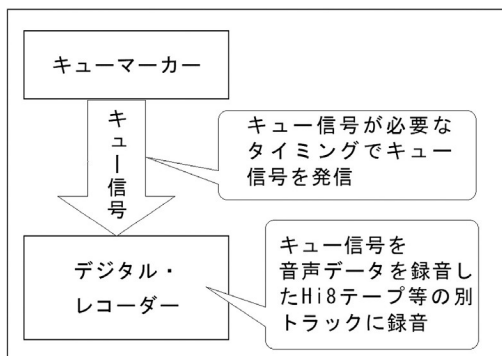 キューマーカー
キュー信号
キュー信号が必要な
タイミングでキュー
信号を発信
デジタル・
レコーダー
キュー信号を
音声データを録音し
たHi8テープ等の別
トラックに録音